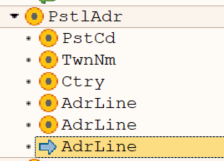 PstlAdr
PstCd
TwnNm
Ctry
AdrLine
AdrLine
AdrLine